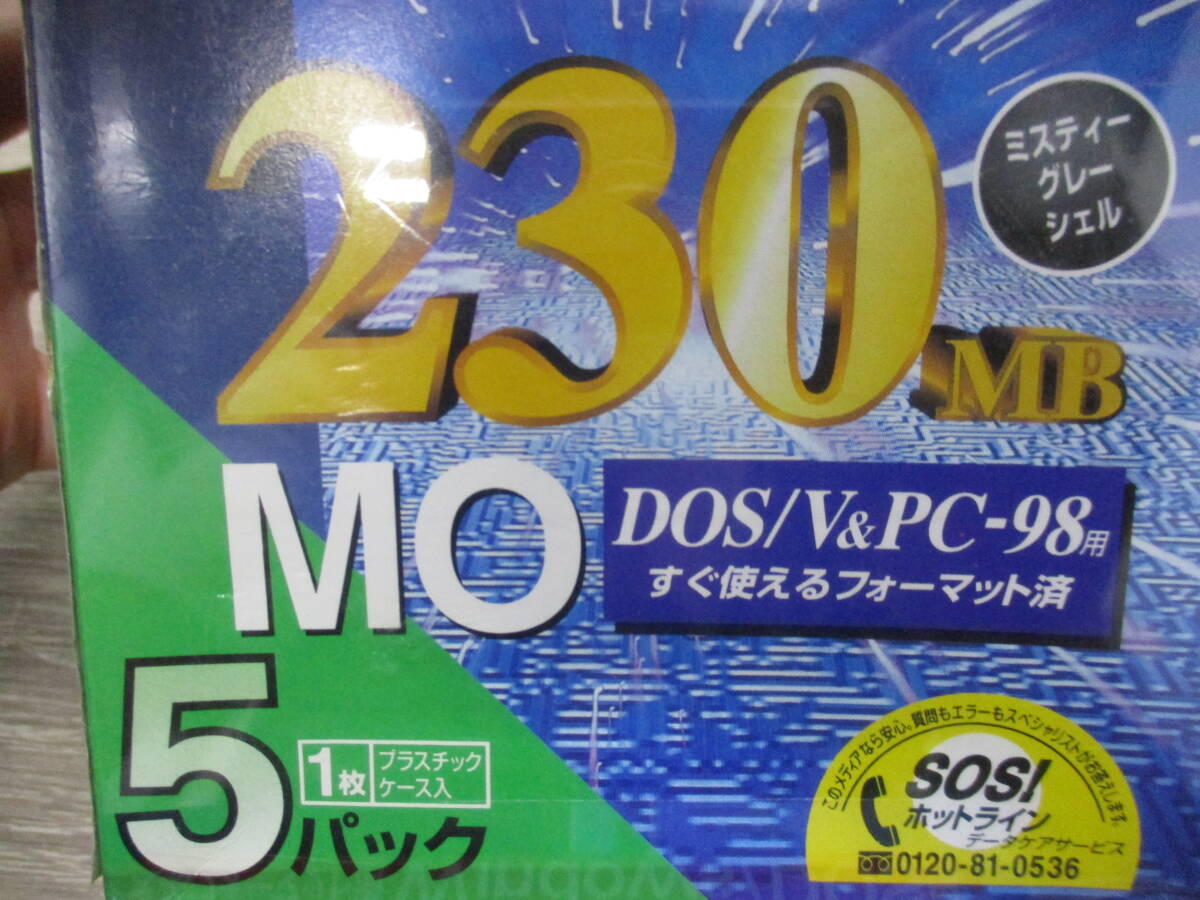 230MB
ミスティー
グレー
シェル
MO
DOS/V&PC-98用
すぐ使えるフォーマット済
5パック
1枚
プラスチック
ケース入
このメディアなら安心。質問もエラーもスペシャリストがお答えします。
SOS!
ホットライン
データケアサービス
0120-81-0536